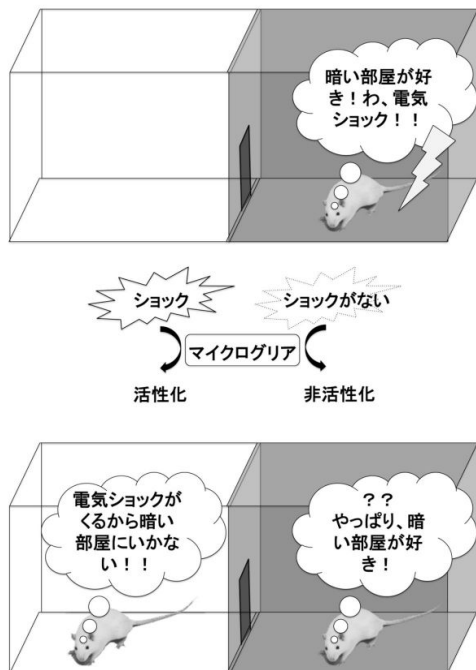 暗い部屋が好
き！わ、電気
ショック！！
ショック
ショックがない
マイクログリア
活性化
非活性化
電気ショックが
くるから暗い
部屋にいかな
い！！
？？
やっぱり、暗
い部屋が好
き！